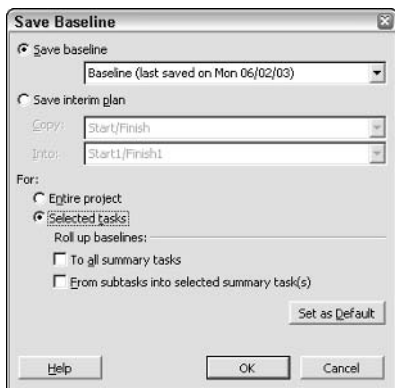 Save Baseline
Save baseline
Baseline (last saved on Mon 06/02/03)
Save interim plan
Copy: Start/Finish
Into: Start1/Finish1
For:
Entire project
Selected tasks
Roll up baselines:
To all summary tasks
From subtasks into selected summary task(s)
Set as Default
Help OK Cancel